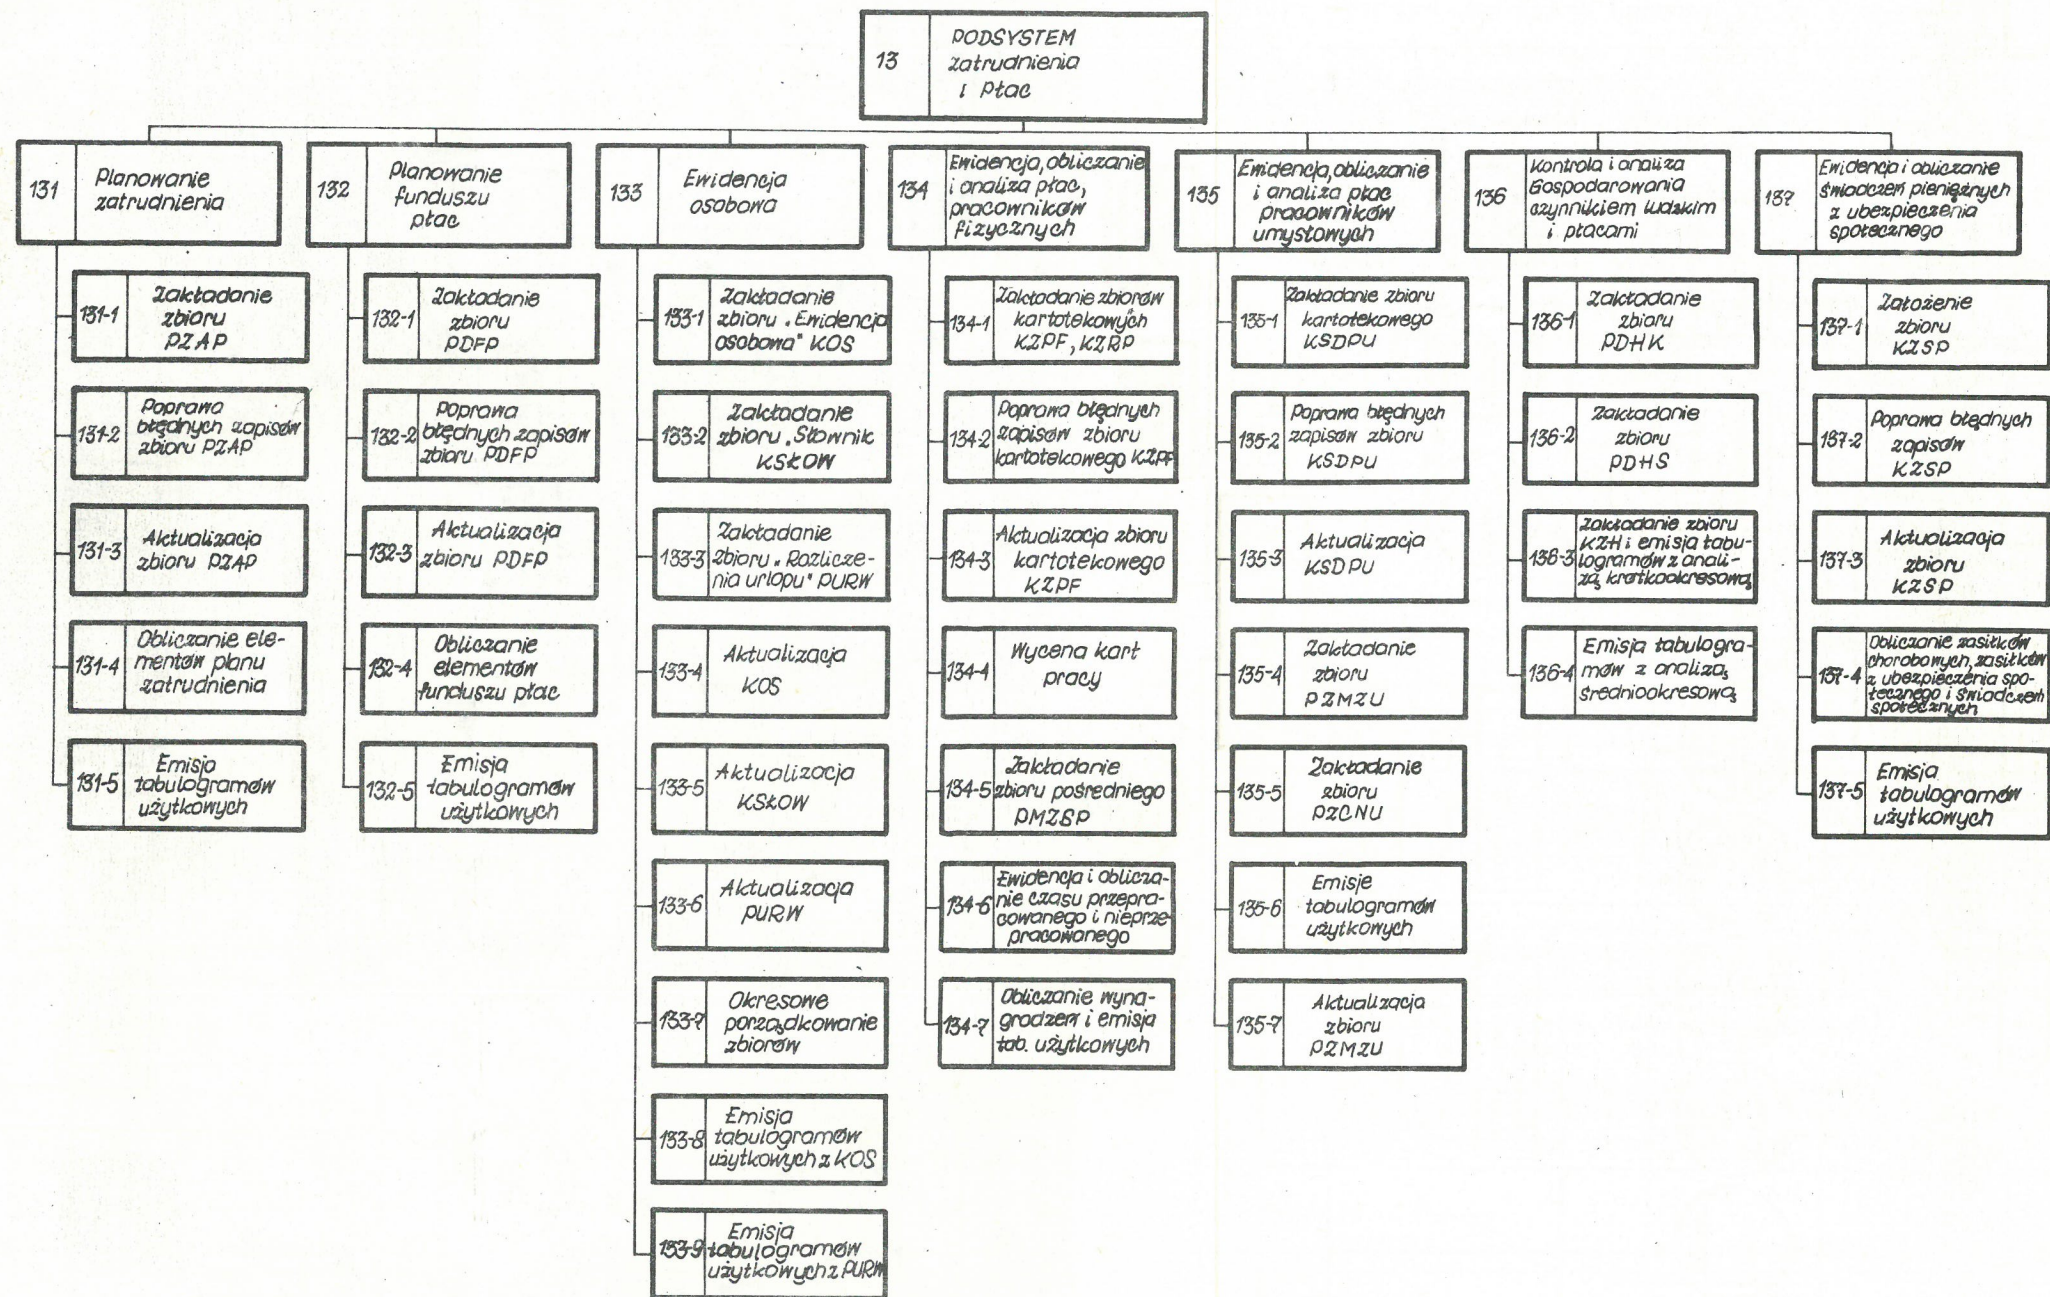 13
PODSYSTEM
zatrudnienia
i płac
131
Planowanie
zatrudnienia
131-1
Zakładanie
zbioru
PZAP
131-2
Poprawa
błędnych zapisów
zbioru PZAP
131-3
Aktualizacja
zbioru PZAP
131-4
Obliczanie ele-
mentów planu
zatrudnienia
131-5
Emisja
tabulogramów
użytkowych
132
Planowanie
funduszu
płac
132-1
Zakładanie
zbioru
PDFP
132-2
Poprawa
błędnych zapisów
zbioru PDFP
132-3
Aktualizacja
zbioru PDFP
132-4
Obliczanie
elementów
funduszu płac
132-5
Emisja
tabulogramów
użytkowych
133
Ewidencja
osobowa
133-1
Zakładanie
zbioru „Ewidencja
osobowa" KOS
133-2
Zakładanie
zbioru „Słownik
KSŁOW
133-3
Zakładanie
zbioru „Rozlicze-
nia urlopu" PURW
133-4
Aktualizacja
KOS
133-5
Aktualizacja
KSŁOW
133-6
Aktualizacja
PURW
133-7
Okresowe
porządkowanie
zbiorów
133-8
Emisja
tabulogramów
użytkowych z KOS
133-9
Emisja
tabulogramów
użytkowych z PURW
134
Ewidencja, obliczanie
i analiza płac,
pracowników
fizycznych
134-1
Zakładanie zbiorów
kartotekowych
KZPF, KZRP
134-2
Poprawa błędnych
zapisów zbioru
kartotekowego KZPF
134-3
Aktualizacja zbioru
kartotekowego
KZPF
134-4
Wycena kart
pracy
134-5
Zakładanie
zbioru pośredniego
PMZSP
134-6
Ewidencja i oblicza-
nie czasu przepra-
cowanego i nieprze-
pracowanego
134-7
Obliczanie wyna-
grodzeń i emisja
tab. użytkowych
135
Ewidencja, obliczanie
i analiza płac
pracowników
umysłowych
135-1
Zakładanie zbioru
kartotekowego
KSDPU
135-2
Poprawa błędnych
zapisów zbioru
KSDPU
135-3
Aktualizacja
KSDPU
135-4
Zakładanie
zbioru
PZMZU
135-5
Zakładanie
zbioru
PZCNU
135-6
Emisje
tabulogramów
użytkowych
135-7
Aktualizacja
zbioru
PZMZU
136
Kontrola i analiza
Gospodarowania
czynnikiem ludzkim
i płacami
136-1
Zakładanie
zbioru
PDHK
136-2
Zakładanie
zbioru
PDHS
136-3
Zakładanie zbioru
KZH i emisja tabu-
logramów z anali-
zą krótkookresową
136-4
Emisja tabulogra-
mów z analizą
średniookresową
137
Ewidencja i obliczanie
świadczeń pieniężnych
z ubezpieczenia
społecznego
137-1
Założenie
zbioru
KZSP
137-2
Poprawa błędnych
zapisów
KZSP
137-3
Aktualizacja
zbioru
KZSP
137-4
Obliczanie zasiłków
chorobowych, zasiłków
z ubezpieczenia spo-
łecznego i świadczeń
społecznych
137-5
Emisja
tabulogramów
użytkowych